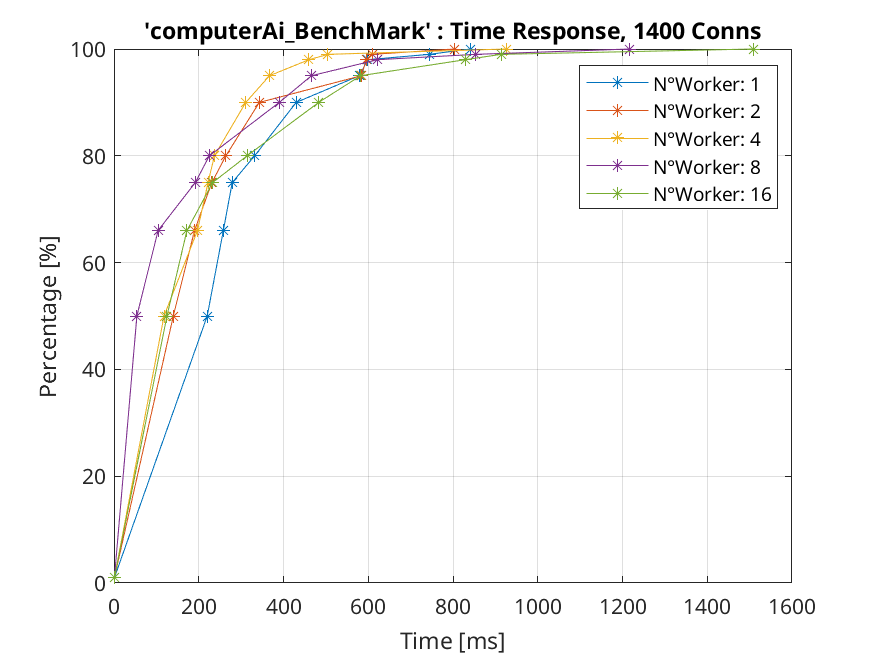 'computerAi_BenchMark' : Time Response, 1400 Conns
100
80
60
40
20
0
Percentage [%]
N°Worker: 1
N°Worker: 2
N°Worker: 4
N°Worker: 8
N°Worker: 16
0 200 400 600 800 1000 1200 1400 1600
Time [ms]